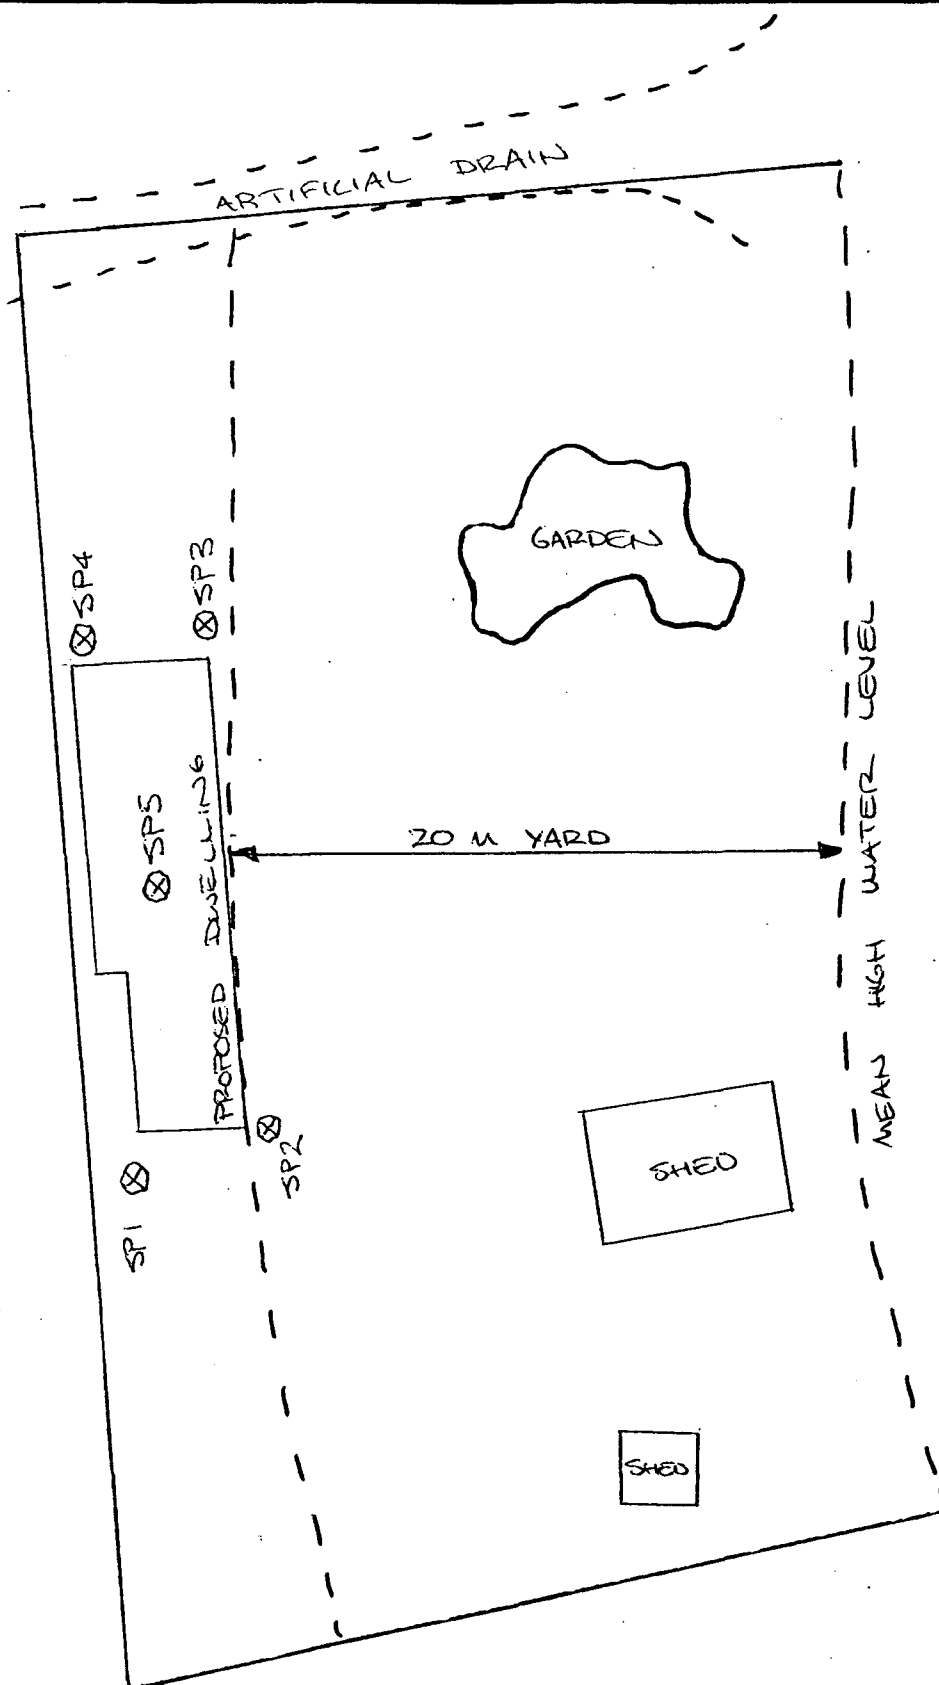 ARTIFICIAL DRAIN
GARDEN
SP4
SP3
SP5
PROPOSED DWELLING
20 M YARD
MEAN HIGH WATER LEVEL
SP2
SP1
SHED
SHED